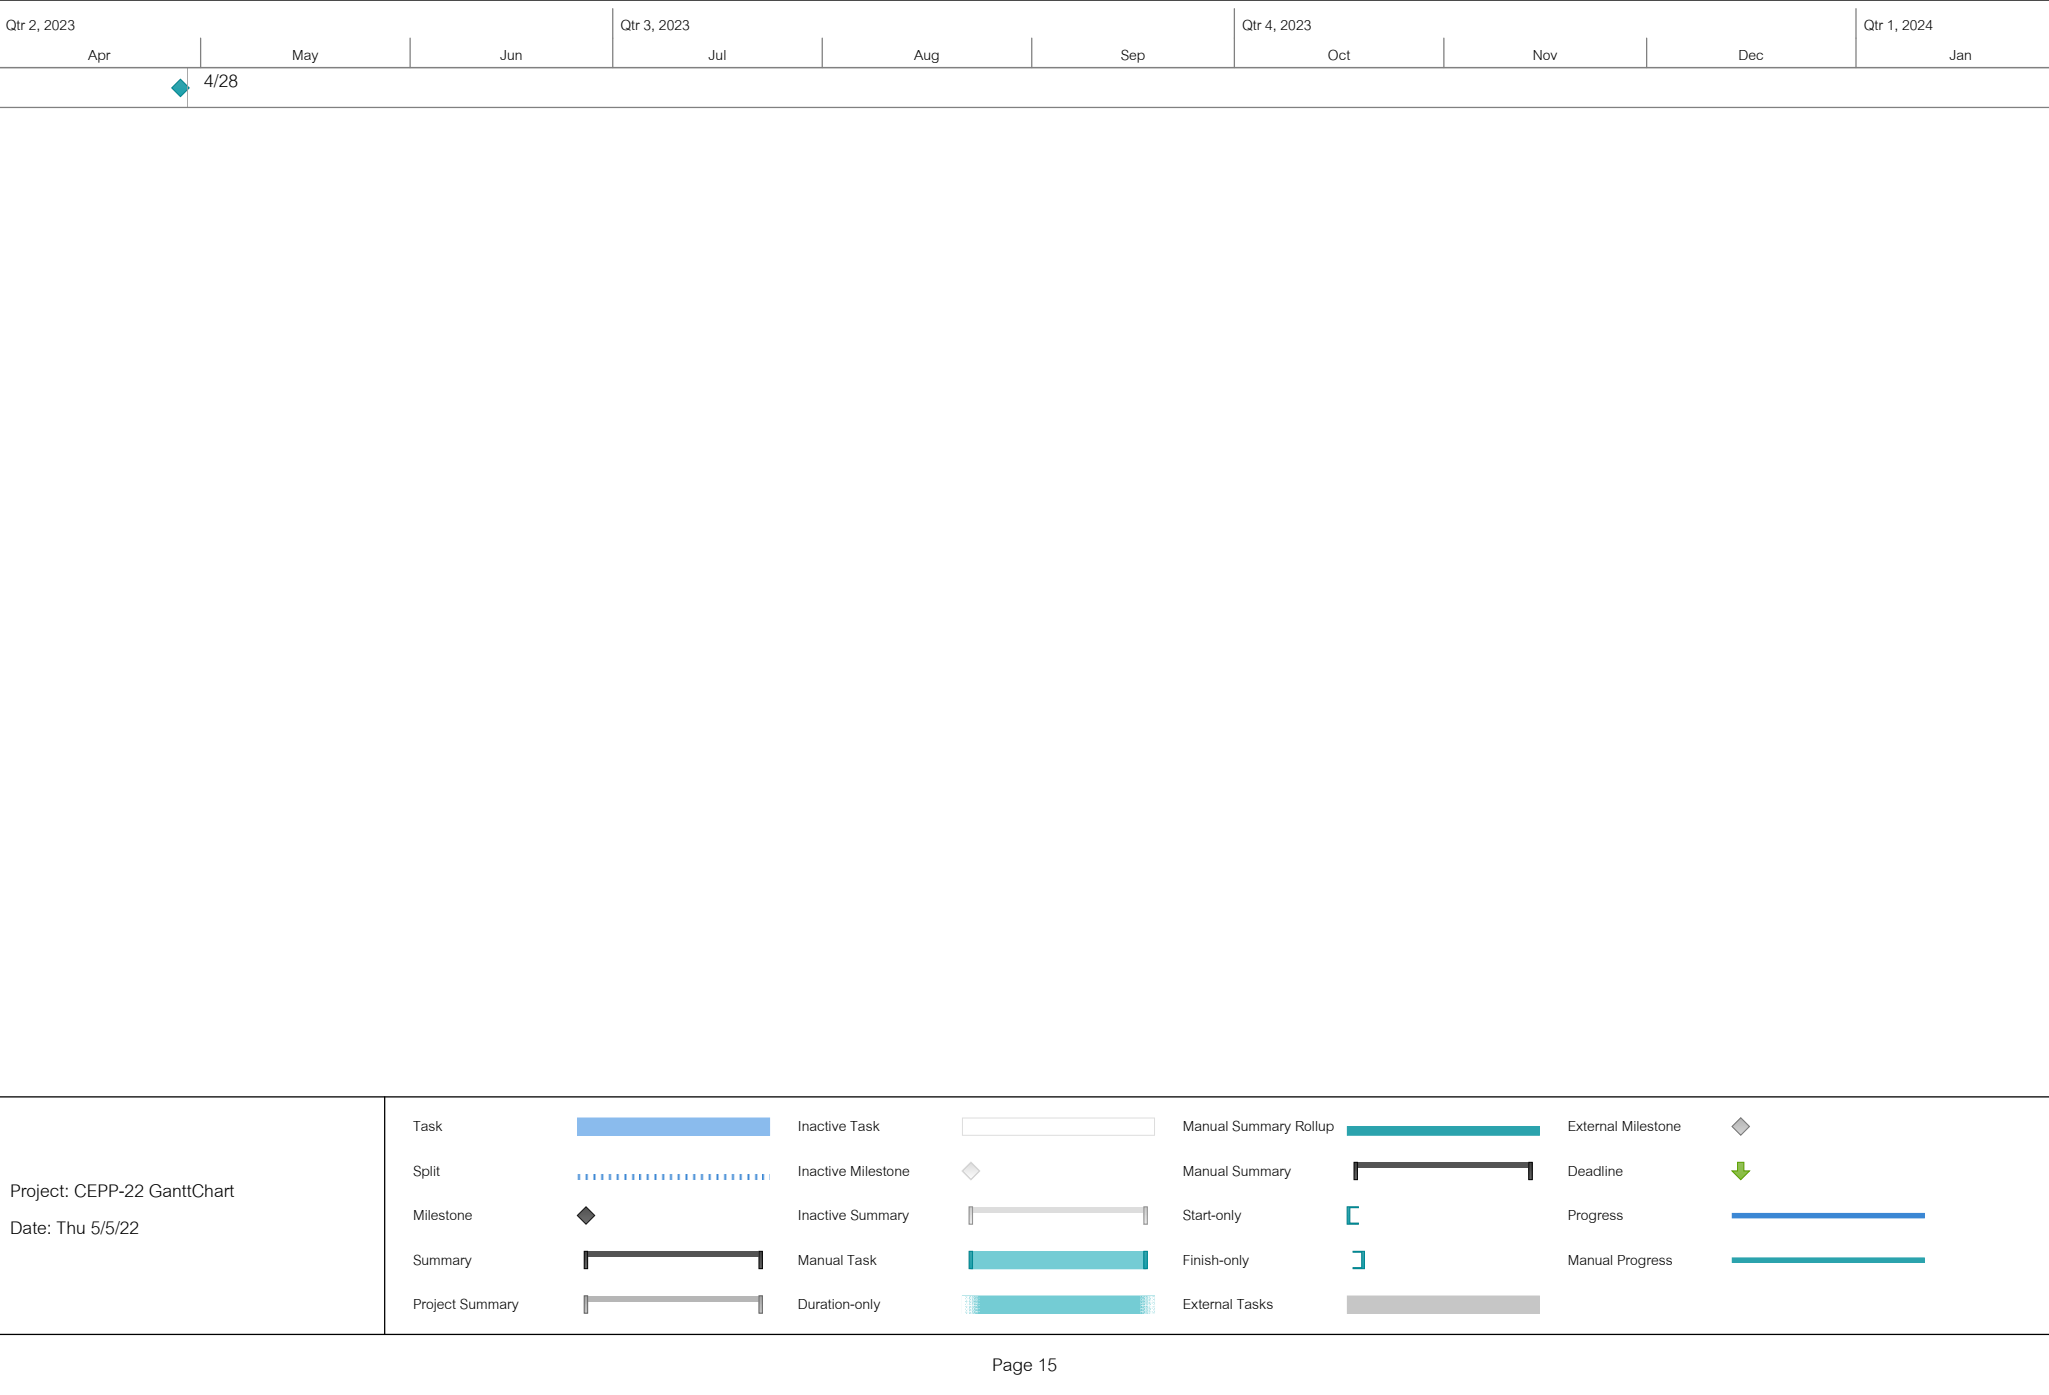 Qtr 2, 2023 Qtr 3, 2023 Qtr 4, 2023 Qtr 1, 2024
Apr May Jun Jul Aug Sep Oct Nov Dec Jan
4/28
Task Inactive Task Manual Summary Rollup External Milestone
Split Inactive Milestone Manual Summary Deadline
Project: CEPP-22 GanttChart
Milestone Inactive Summary Start-only Progress
Date: Thu 5/5/22
Summary Manual Task Finish-only Manual Progress
Project Summary Duration-only External Tasks
Page 15